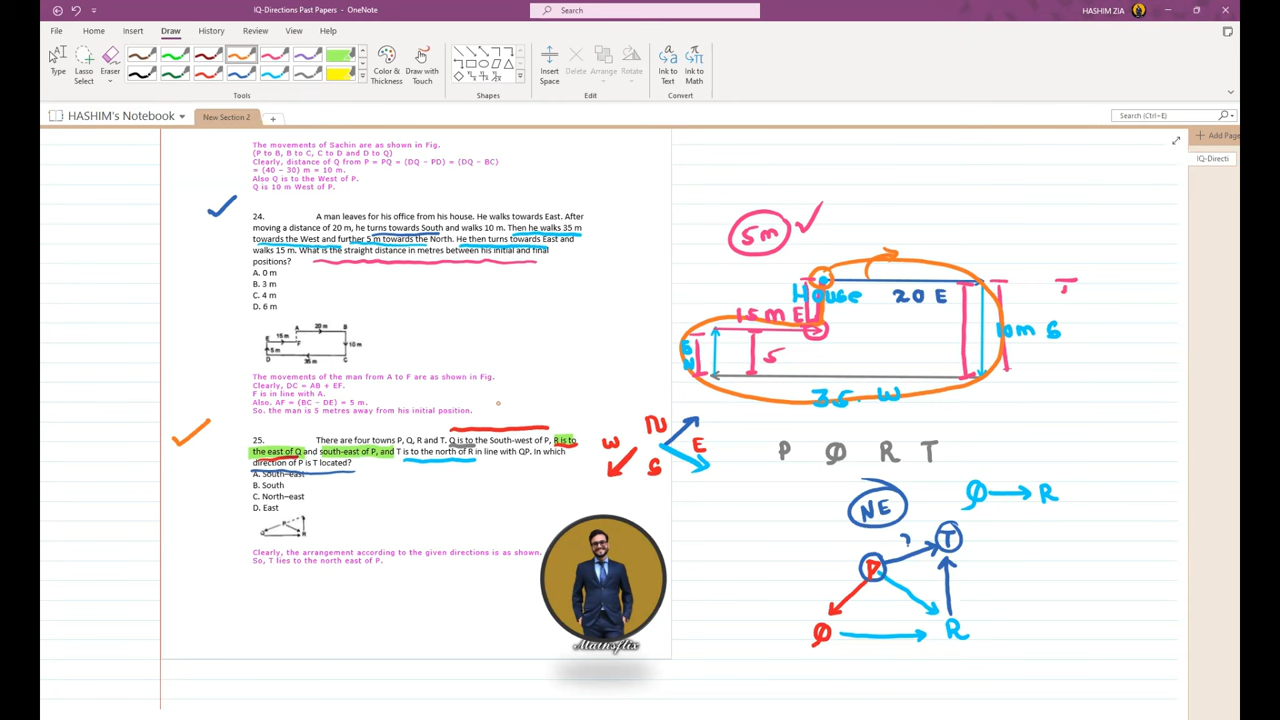 IQ-Directions Past Papers - OneNote
Search
HASHIM ZIA
File Home Insert Draw History Review View Help
Type
Lasso Select
Eraser
Color & Thickness
Draw with Touch
Insert Space
Delete
Arrange
Rotate
Ink to Text
Ink to Math
Tools
Shapes
Edit
Convert
HASHIM's Notebook
New Section 2
+
Search (Ctrl+E)
Add Page
IQ-Directi
The movements of Sachin are as shown in Fig.
(P to B, B to C, C to D and D to Q)
Clearly, distance of Q from P = PQ = (DQ – PD) = (DQ – BC)
= (40 – 30) m = 10 m.
Also Q is to the West of P.
Q is 10 m West of P.
24. A man leaves for his office from his house. He walks towards East. After
moving a distance of 20 m, he turns towards South and walks 10 m. Then he walks 35 m
towards the West and further 5 m towards the North. He then turns towards East and
walks 15 m. What is the straight distance in metres between his initial and final
positions?
A. 0 m
B. 3 m
C. 4 m
D. 6 m
A 20 m B
15 m
E F
10 m
5 m
D 35 m C
The movements of the man from A to F are as shown in Fig.
Clearly, DC = AB + EF.
F is in line with A.
Also. AF = (BC – DE) = 5 m.
So, the man is 5 metres away from his initial position.
25. There are four towns P, Q, R and T. Q is to the South-west of P, R is to
the east of Q and south-east of P, and T is to the north of R in line with QP. In which
direction of P is T located?
A. South–east
B. South
C. North–east
D. East
Clearly, the arrangement according to the given directions is as shown.
So, T lies to the north east of P.
Mainsflix
5m
House
20 E
15m E
10m S
5
5 N
35 W
N
W E
S
P Q R T
Q R
NE
?
T
P
Q R